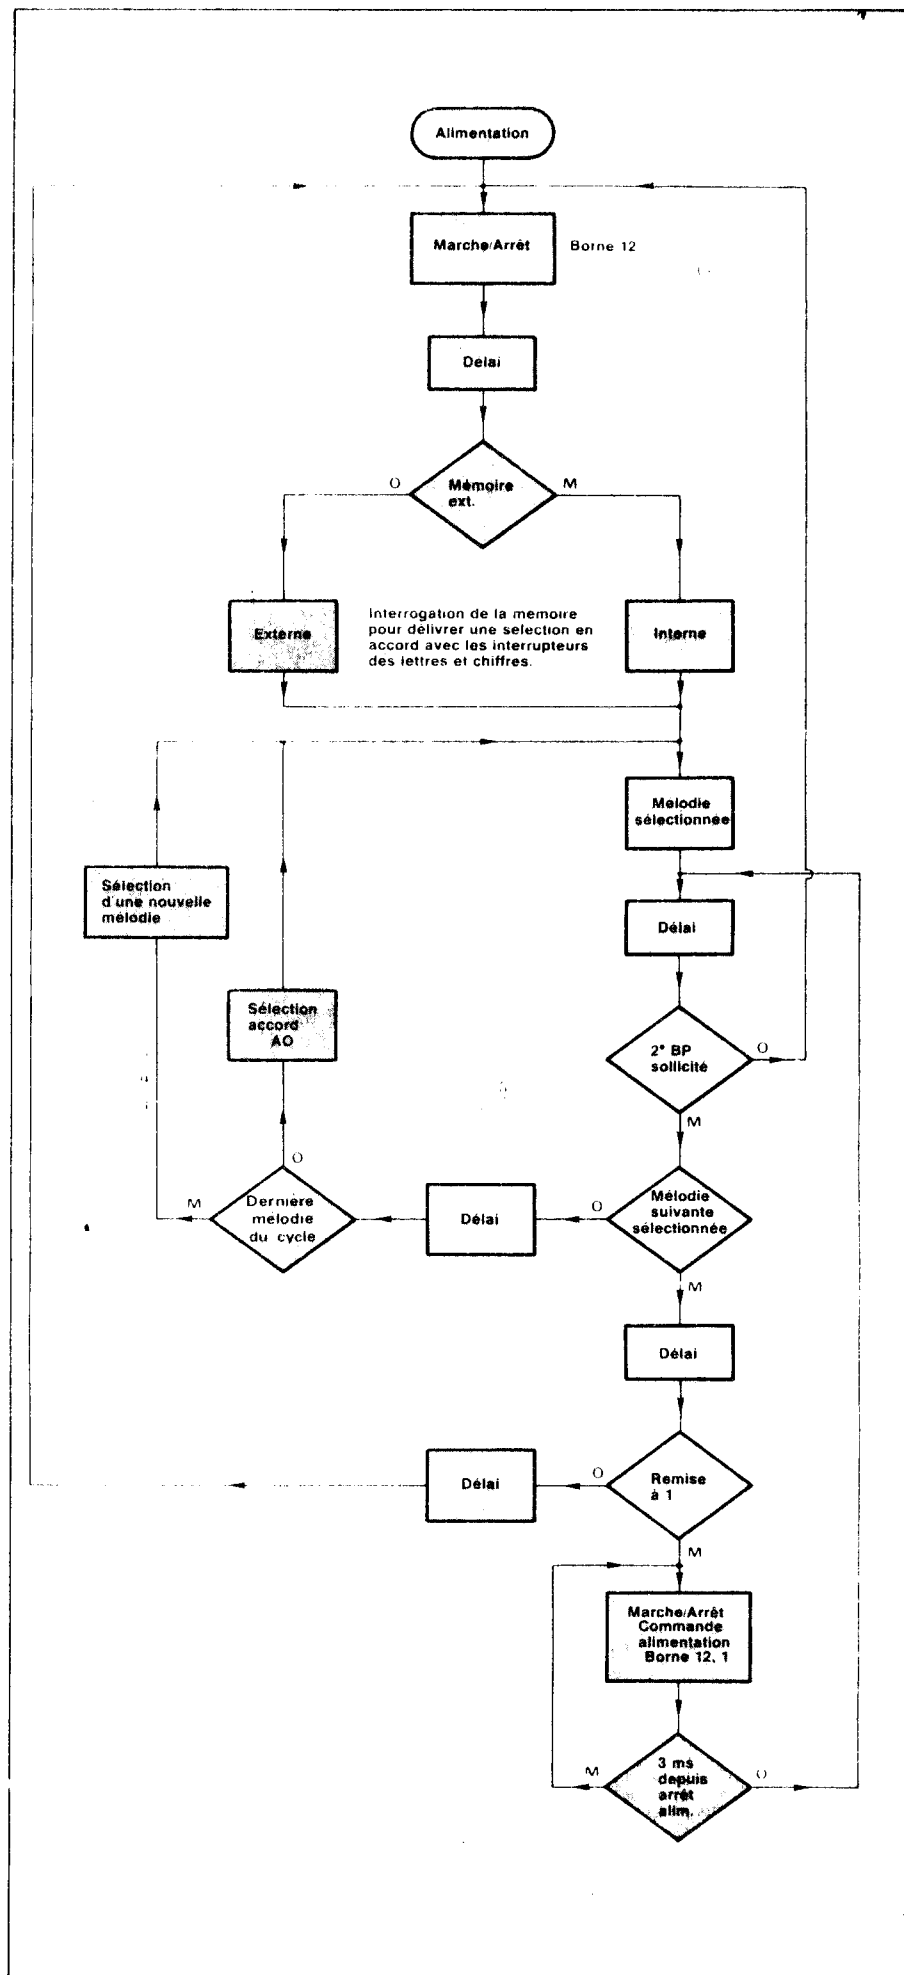 Alimentation
Marche/Arrêt
Borne 12
Delai
Mémoire
ext.
O
M
Externe
Interrogation de la memoire
pour délivrer une selection en
accord avec les interrupteurs
des lettres et chiffres.
Interne
Mélodie
sélectionnée
Sélection
d'une nouvelle
mélodie
Délai
Sélection
accord
AO
2° BP
sollicité
O
M
O
Dernière
mélodie
du cycle
M
Délai
O
Mélodie
suivante
sélectionnée
M
Délai
Délai
O
Remise
à 1
M
Marche/Arrêt
Commande
alimentation
Borne 12, 1
M
3 ms
depuis
arrêt
alim.
O